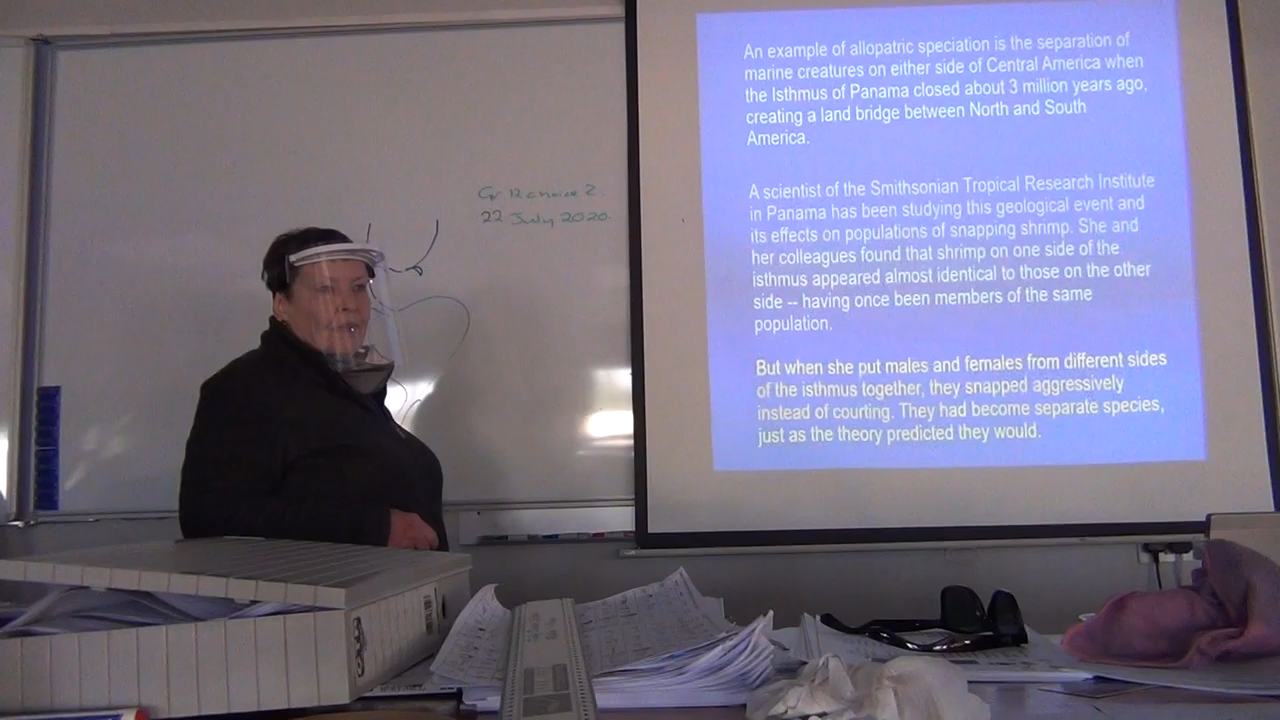 Gr 12 choice 2.
22 July 2020.
An example of allopatric speciation is the separation of
marine creatures on either side of Central America when
the Isthmus of Panama closed about 3 million years ago,
creating a land bridge between North and South
America.
A scientist of the Smithsonian Tropical Research Institute
in Panama has been studying this geological event and
its effects on populations of snapping shrimp. She and
her colleagues found that shrimp on one side of the
isthmus appeared almost identical to those on the other
side -- having once been members of the same
population.
But when she put males and females from different sides
of the isthmus together, they snapped aggressively
instead of courting. They had become separate species,
just as the theory predicted they would.